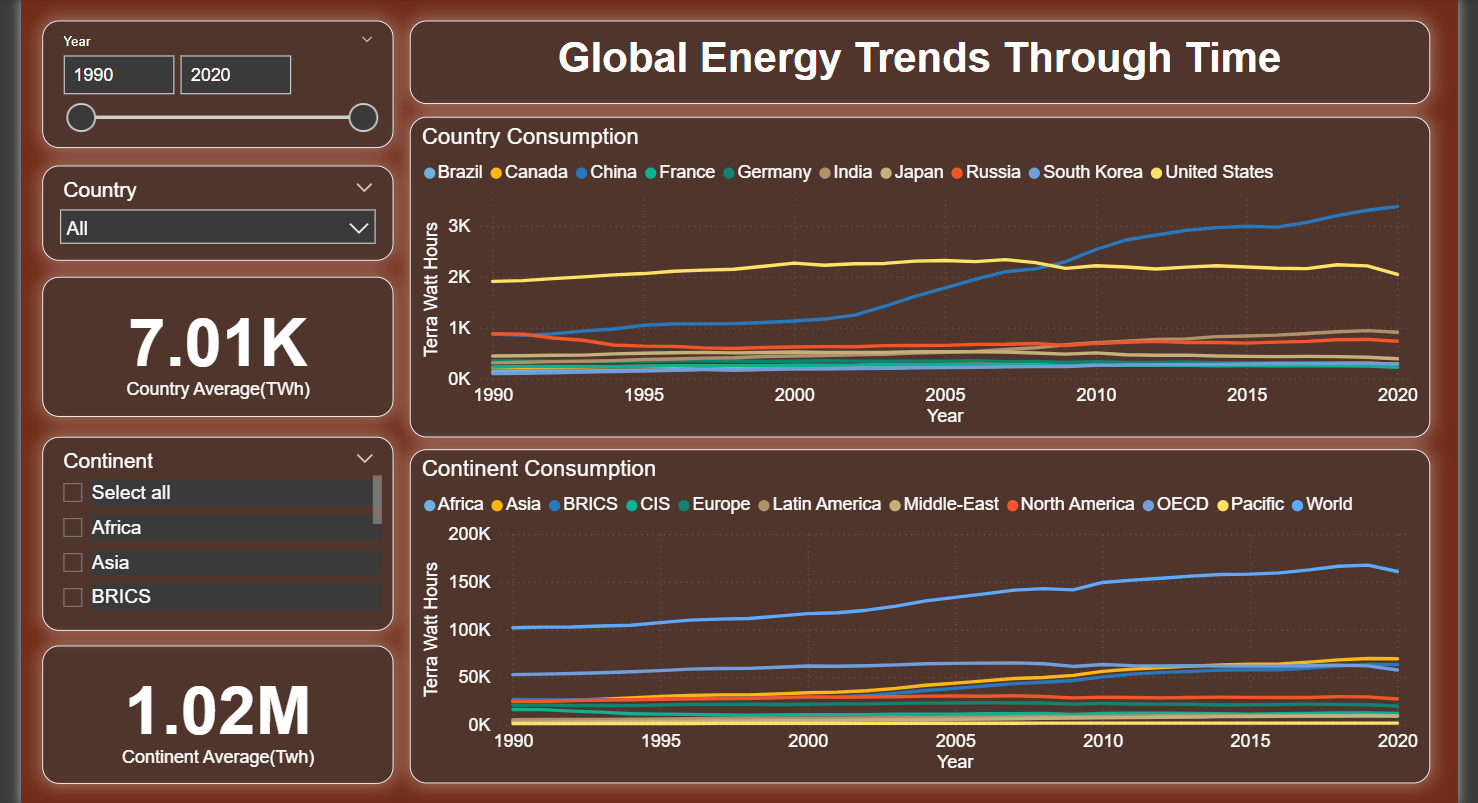 Year
1990 2020
Country
All
7.01K
Country Average(TWh)
Continent
Select all
Africa
Asia
BRICS
1.02M
Continent Average(Twh)
Global Energy Trends Through Time
Country Consumption
Brazil Canada China France Germany India Japan Russia South Korea United States
Terra Watt Hours
3K
2K
1K
0K
1990 1995 2000 2005 2010 2015 2020
Year
Continent Consumption
Africa Asia BRICS CIS Europe Latin America Middle-East North America OECD Pacific World
Terra Watt Hours
200K
150K
100K
50K
0K
1990 1995 2000 2005 2010 2015 2020
Year